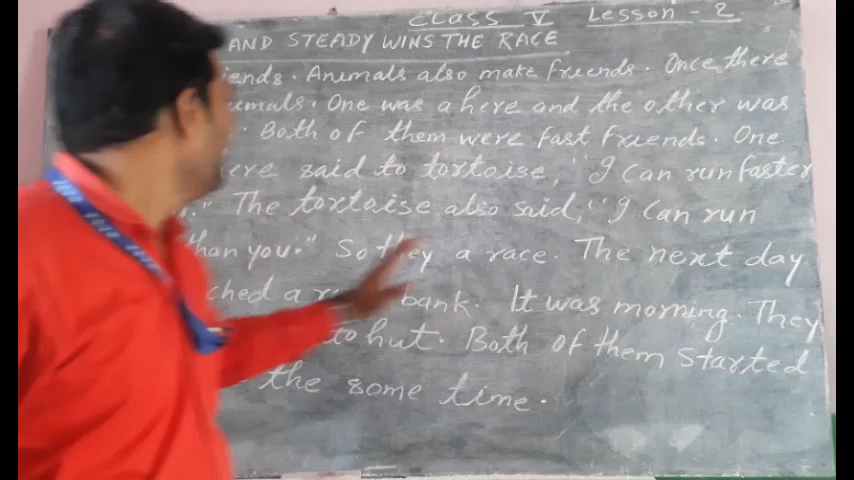 CLASS V Lesson - 2
AND STEADY WINS THE RACE
iends. Animals also make friends. Once there
imals. One was a here and the other was
. Both of them were fast friends. One
here said to tortoise, "I can run faster
." The tortoise also said, "I can run
than you." So they a race. The next day
ched a bank. It was morning. They
to hut. Both of them started
the some time.